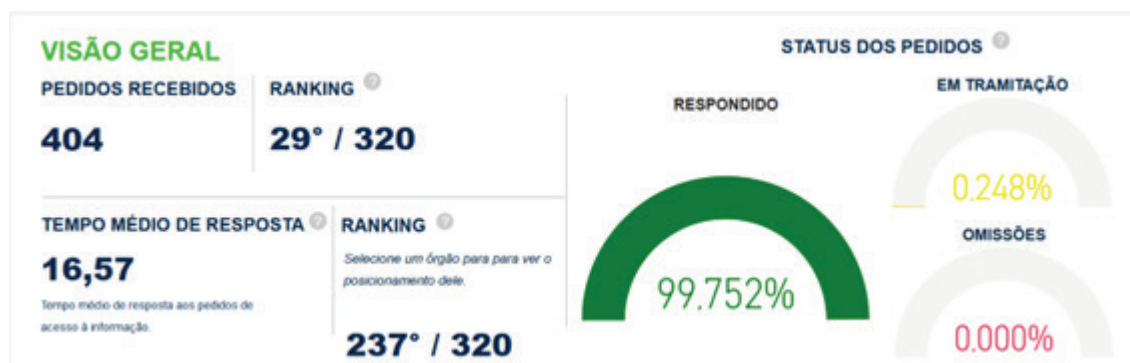 VISÃO GERAL
PEDIDOS RECEBIDOS
404
RANKING
29° / 320
TEMPO MÉDIO DE RESPOSTA
16,57
Tempo médio de resposta aos pedidos de
acesso à informação.
RANKING
Selecione um órgão para para ver o
posicionamento dele.
237° / 320
STATUS DOS PEDIDOS
RESPONDIDO
99.752%
EM TRAMITAÇÃO
0.248%
OMISSÕES
0.000%